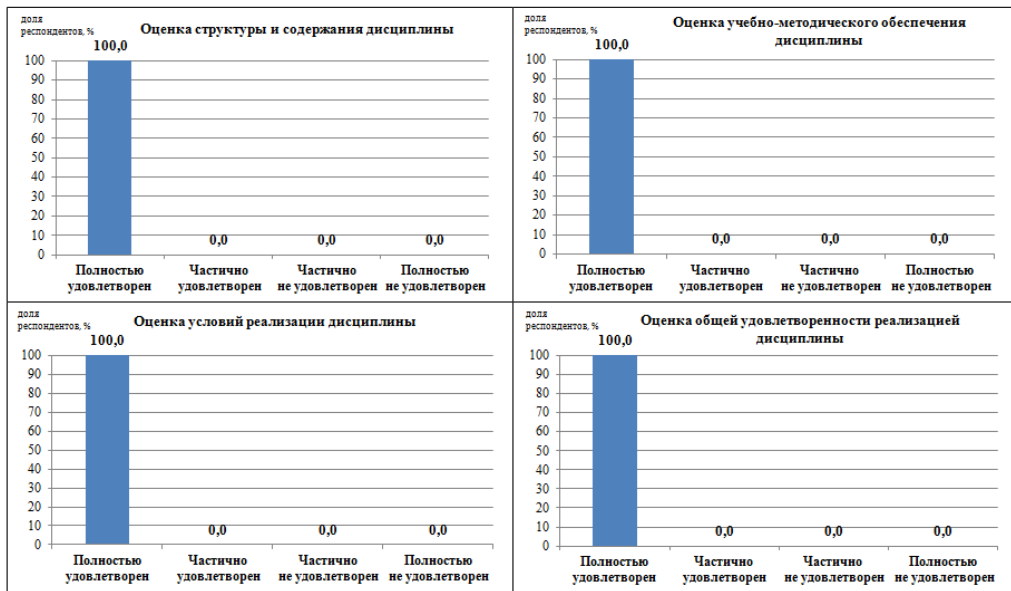 доля
респондентов, %
Оценка структуры и содержания дисциплины
100,0
100
90
80
70
60
50
40
30
20
10
0
0,0
0,0
0,0
Полностью
удовлетворен
Частично
удовлетворен
Частично
не удовлетворен
Полностью
не удовлетворен
доля
респондентов, %
Оценка учебно-методического обеспечения
дисциплины
100,0
100
90
80
70
60
50
40
30
20
10
0
0,0
0,0
0,0
Полностью
удовлетворен
Частично
удовлетворен
Частично
не удовлетворен
Полностью
не удовлетворен
доля
респондентов, %
Оценка условий реализации дисциплины
100,0
100
90
80
70
60
50
40
30
20
10
0
0,0
0,0
0,0
Полностью
удовлетворен
Частично
удовлетворен
Частично
не удовлетворен
Полностью
не удовлетворен
доля
респондентов, %
Оценка общей удовлетворенности реализацией
дисциплины
100,0
100
90
80
70
60
50
40
30
20
10
0
0,0
0,0
0,0
Полностью
удовлетворен
Частично
удовлетворен
Частично
не удовлетворен
Полностью
не удовлетворен